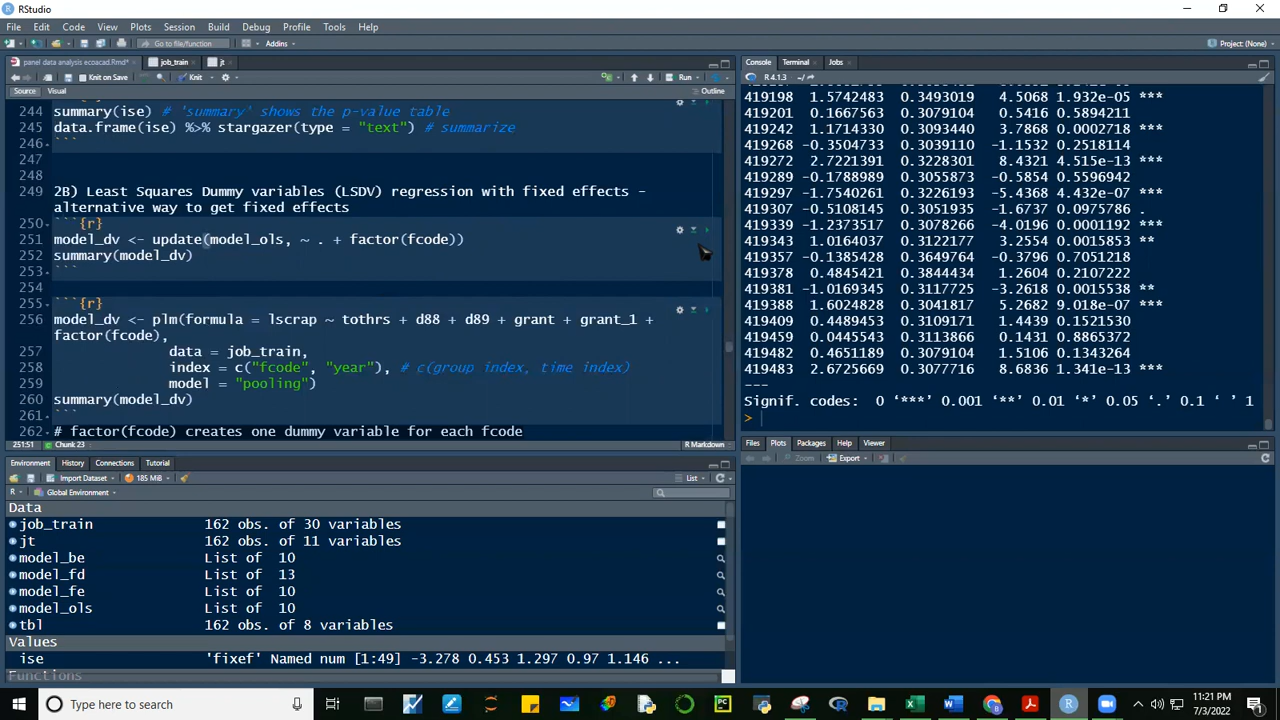 RStudio
File Edit Code View Plots Session Build Debug Profile Tools Help
Go to file/function Addins Project: (None)
panel data analysis ecoacad.Rmd* job_train jt
Knit on Save Knit Run
Source Visual Outline
244 summary(ise) # 'summary' shows the p-value table
245 data.frame(ise) %>% stargazer(type = "text") # summarize
246 ```
247
248
249 2B) Least Squares Dummy variables (LSDV) regression with fixed effects -
alternative way to get fixed effects
250 ```{r}
251 model_dv <- update(model_ols, ~ . + factor(fcode))
252 summary(model_dv)
253 ```
254
255 ```{r}
256 model_dv <- plm(formula = lscrap ~ tothrs + d88 + d89 + grant + grant_1 +
factor(fcode),
257 data = job_train,
258 index = c("fcode", "year"), # c(group index, time index)
259 model = "pooling")
260 summary(model_dv)
261 ```
262 # factor(fcode) creates one dummy variable for each fcode
251:51 Chunk 23 R Markdown
Environment History Connections Tutorial
Import Dataset 185 MiB List
R Global Environment
Data
job_train 162 obs. of 30 variables
jt 162 obs. of 11 variables
model_be List of 10
model_fd List of 13
model_fe List of 10
model_ols List of 10
tbl 162 obs. of 8 variables
Values
ise 'fixef' Named num [1:49] -3.278 0.453 1.297 0.97 1.146 ...
Functions
Console Terminal Jobs
R 4.1.3 · ~/
419198 1.5742483 0.3493019 4.5068 1.932e-05 ***
419201 0.1667563 0.3079104 0.5416 0.5894211
419242 1.1714330 0.3093440 3.7868 0.0002718 ***
419268 -0.3504733 0.3039110 -1.1532 0.2518114
419272 2.7221391 0.3228301 8.4321 4.515e-13 ***
419289 -0.1788989 0.3055873 -0.5854 0.5596942
419297 -1.7540261 0.3226193 -5.4368 4.432e-07 ***
419307 -0.5108145 0.3051935 -1.6737 0.0975786 .
419339 -1.2373517 0.3078276 -4.0196 0.0001192 ***
419343 1.0164037 0.3122177 3.2554 0.0015853 **
419357 -0.1385428 0.3649764 -0.3796 0.7051218
419378 0.4845421 0.3844434 1.2604 0.2107222
419381 -1.0169345 0.3117725 -3.2618 0.0015538 **
419388 1.6024828 0.3041817 5.2682 9.018e-07 ***
419409 0.4489453 0.3109171 1.4439 0.1521530
419459 0.0445543 0.3113866 0.1431 0.8865372
419482 0.4651189 0.3079104 1.5106 0.1343264
419483 2.6725669 0.3077716 8.6836 1.341e-13 ***
---
Signif. codes: 0 ‘***’ 0.001 ‘**’ 0.01 ‘*’ 0.05 ‘.’ 0.1 ‘ ’ 1
>
Files Plots Packages Help Viewer
Zoom Export
Type here to search
11:21 PM
7/3/2022